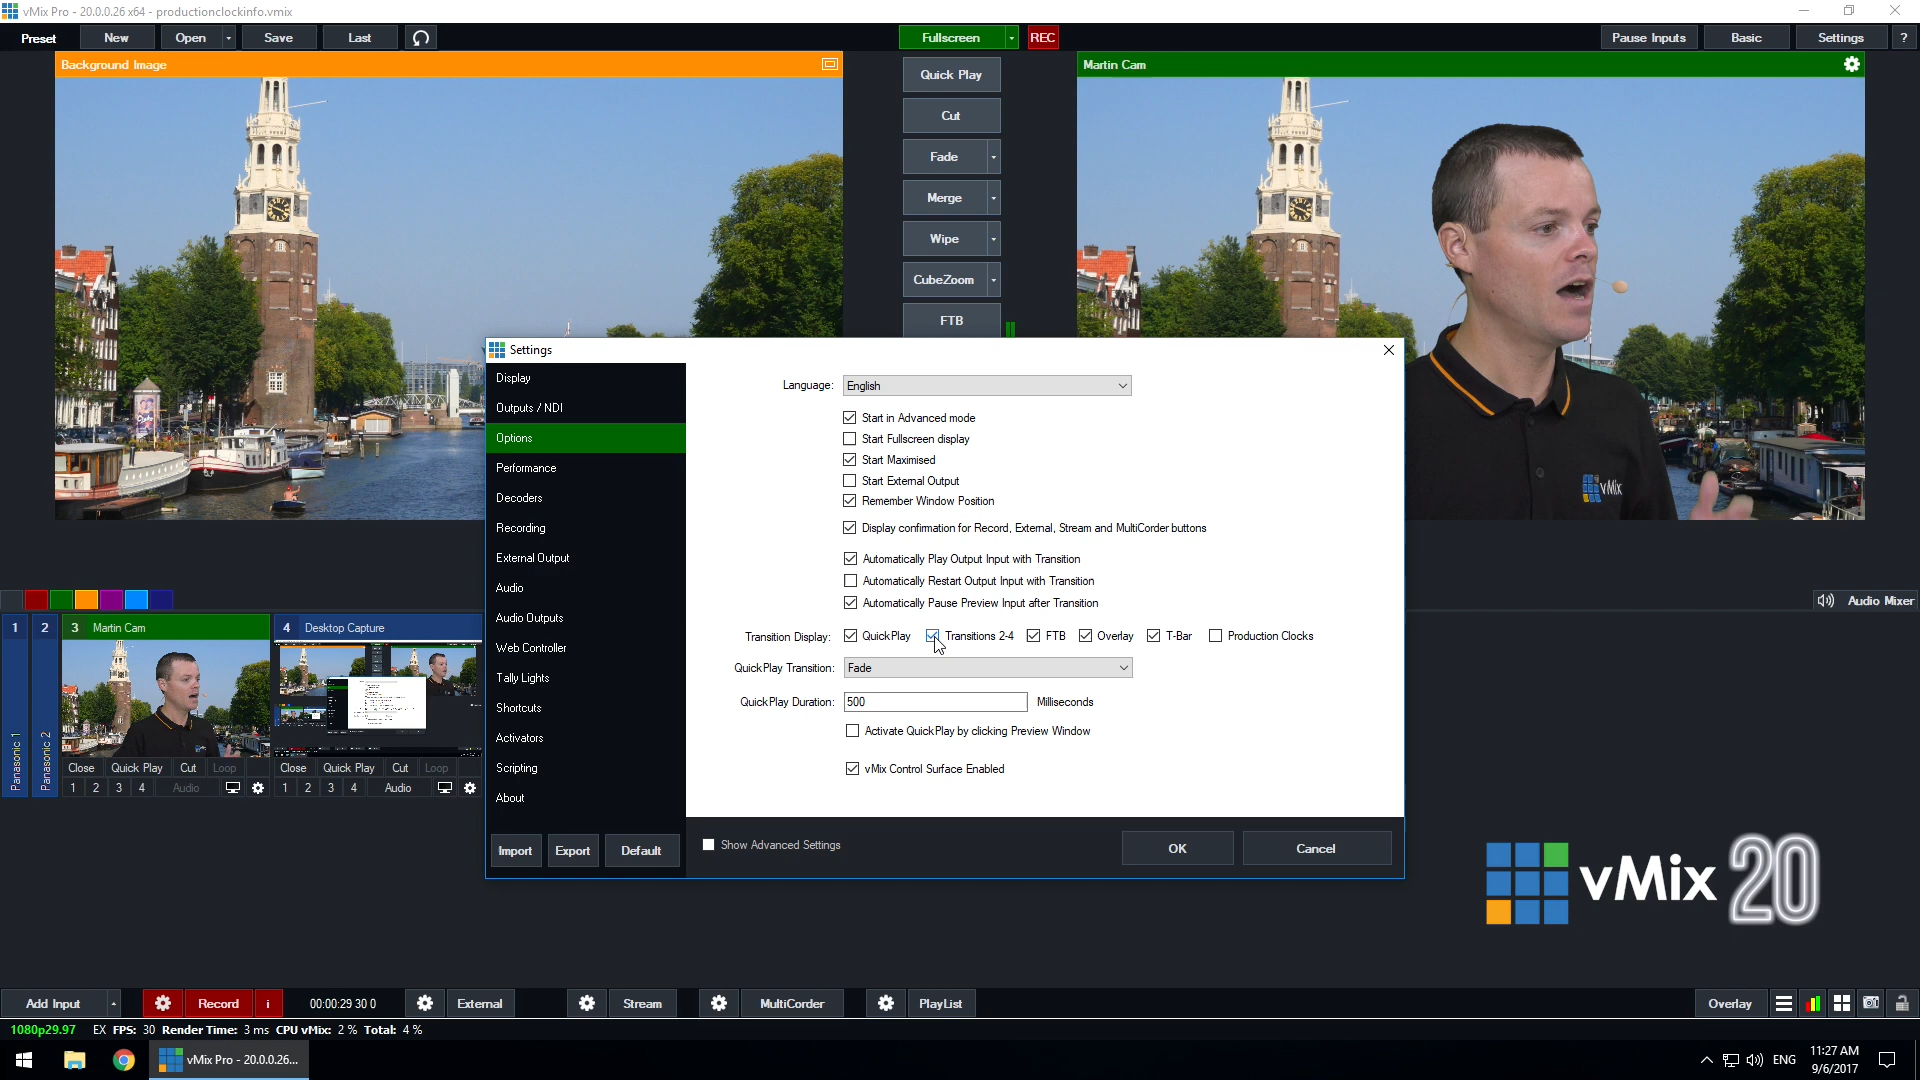 vMix Pro - 20.0.0.26 x64 - productionclockinfo.vmix
Preset New Open Save Last Fullscreen REC Pause Inputs Basic Settings ?
Background Image
Martin Cam
Quick Play
Cut
Fade
Merge
Wipe
CubeZoom
FTB
vMix
Settings
Display
Outputs / NDI
Options
Performance
Decoders
Recording
External Output
Audio
Audio Outputs
Web Controller
Tally Lights
Shortcuts
Activators
Scripting
About
Import Export Default
Language: English
Start in Advanced mode
Start Fullscreen display
Start Maximised
Start External Output
Remember Window Position
Display confirmation for Record, External, Stream and MultiCorder buttons
Automatically Play Output Input with Transition
Automatically Restart Output Input with Transition
Automatically Pause Preview Input after Transition
Transition Display: QuickPlay Transitions 2-4 FTB Overlay T-Bar Production Clocks
QuickPlay Transition: Fade
QuickPlay Duration: 500 Milliseconds
Activate QuickPlay by clicking Preview Window
vMix Control Surface Enabled
Show Advanced Settings
OK Cancel
Audio Mixer
1 Panasonic 1
2 Panasonic 2
3 Martin Cam
Close Quick Play Cut Loop
1 2 3 4 Audio
4 Desktop Capture
Close Quick Play Cut Loop
1 2 3 4 Audio
vMix 20
Add Input Record i 00:00:29 30 0 External Stream MultiCorder PlayList Overlay
1080p29.97 EX FPS: 30 Render Time: 3 ms CPU vMix: 2 % Total: 4 %
vMix Pro - 20.0.0.26...
ENG
11:27 AM
9/6/2017